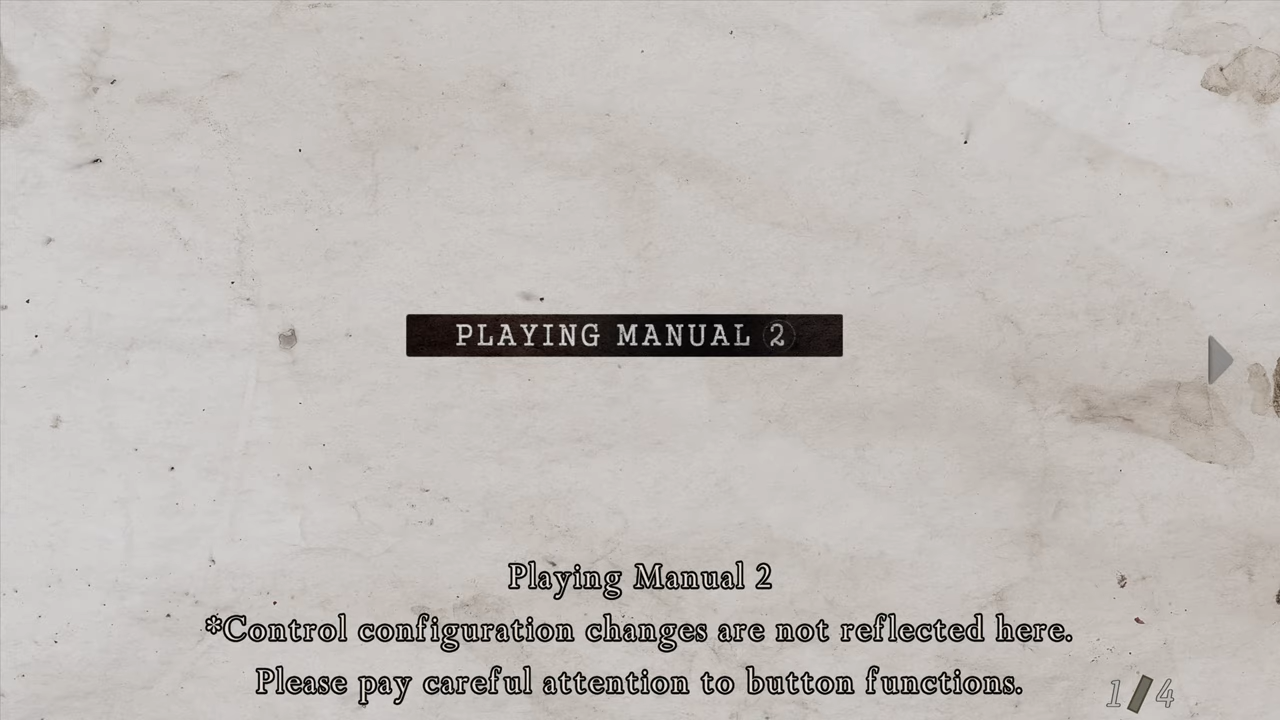 PLAYING MANUAL ②
Playing Manual 2
*Control configuration changes are not reflected here.
Please pay careful attention to button functions.
1/4